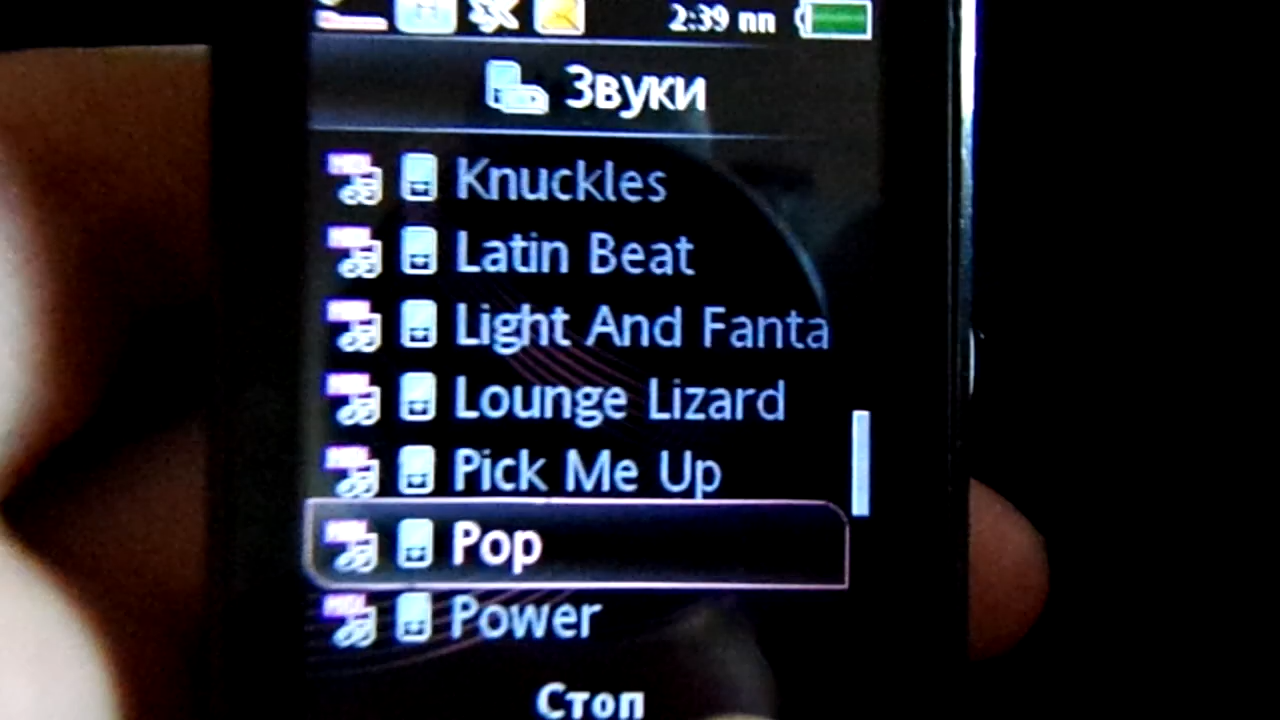 2:39 пп
Звуки
Knuckles
Latin Beat
Light And Fanta
Lounge Lizard
Pick Me Up
Pop
Power
Стоп